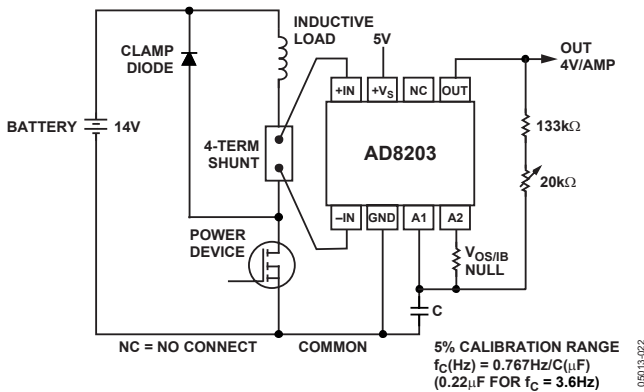 INDUCTIVE
LOAD
CLAMP
DIODE
5V
OUT
4V/AMP
+IN
+VS
NC
OUT
BATTERY
14V
4-TERM
SHUNT
AD8203
133kΩ
20kΩ
–IN
GND
A1
A2
POWER
DEVICE
VOS/IB
NULL
C
NC = NO CONNECT
COMMON
5% CALIBRATION RANGE
fC(Hz) = 0.767Hz/C(μF)
(0.22μF FOR fC = 3.6Hz)
05013-022